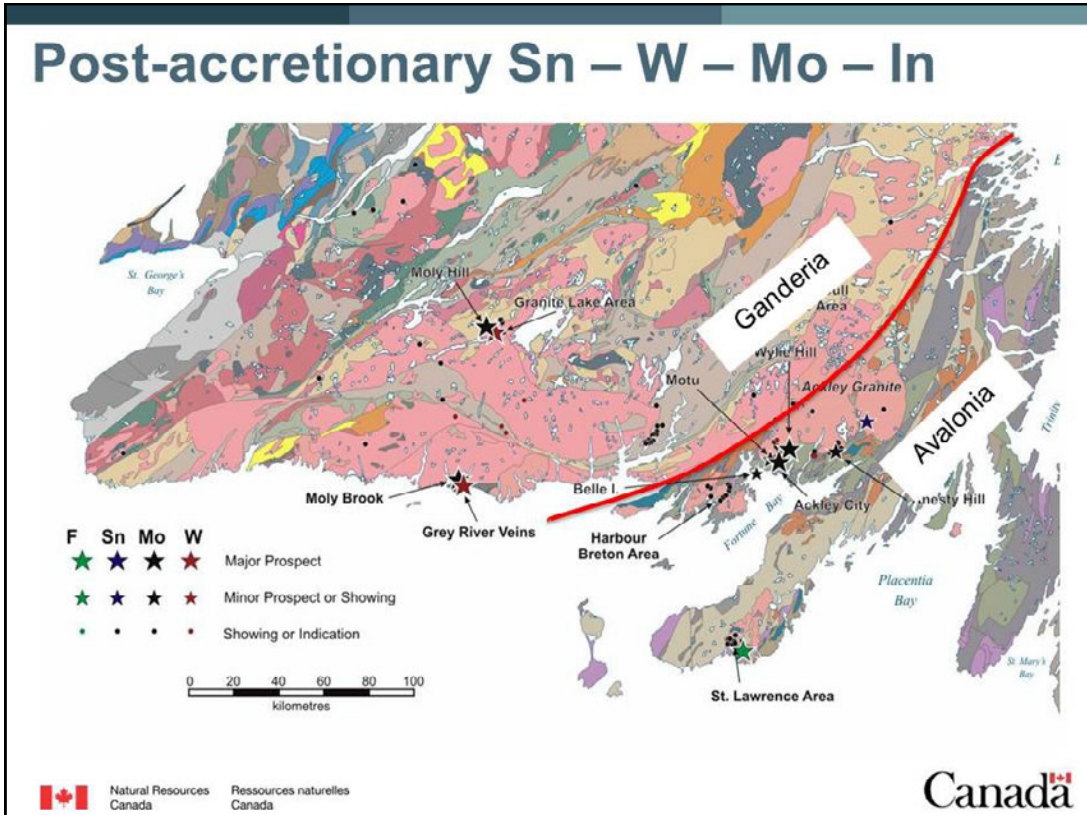 Post-accretionary Sn – W – Mo – In
St. George's
Bay
Moly Hill
Granite Lake Area
Ganderia
Area
Wylie Hill
Motu
Ackley Granite
Avalonia
Trinity
Moly Brook
Belle I.
Grey River Veins
Harbour
Breton Area
Fortune Bay
Ackley City
nesty Hill
Placentia
Bay
St. Mary's
Bay
St. Lawrence Area
F Sn Mo W
Major Prospect
Minor Prospect or Showing
Showing or Indication
0 20 40 60 80 100
kilometres
Natural Resources
Canada
Ressources naturelles
Canada
Canada